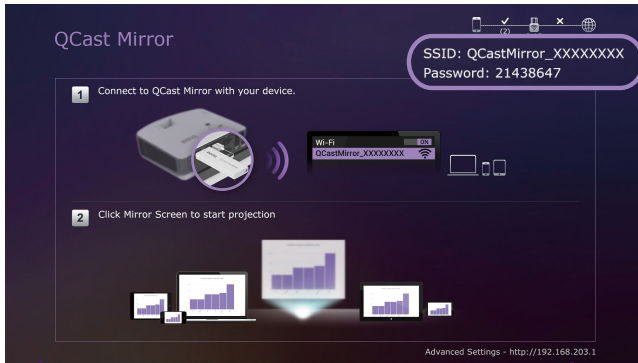 QCast Mirror
(2)
SSID: QCastMirror_XXXXXXXX
Password: 21438647
1 Connect to QCast Mirror with your device.
Wi-Fi ON
QCastMirror_XXXXXXXX
2 Click Mirror Screen to start projection
Advanced Settings - http://192.168.203.1